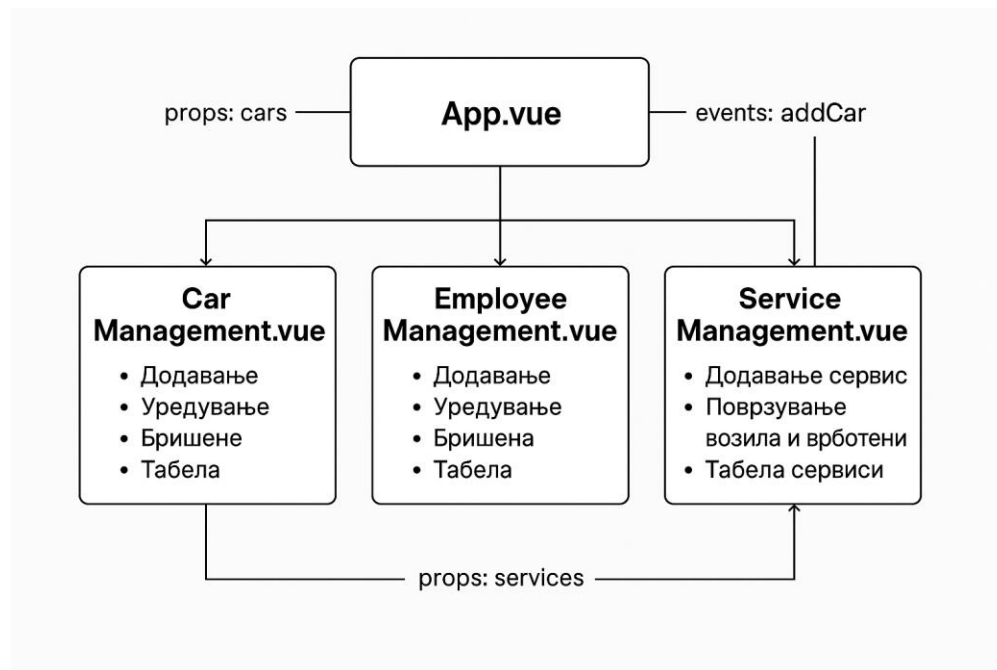 App.vue
props: cars
events: addCar
Car
Management.vue
• Додавање
• Уредување
• Бришене
• Табела
Employee
Management.vue
• Додавање
• Уредување
• Бришена
• Табела
Service
Management.vue
• Додавање сервис
• Поврзување
возила и врботени
• Табела сервиси
props: services